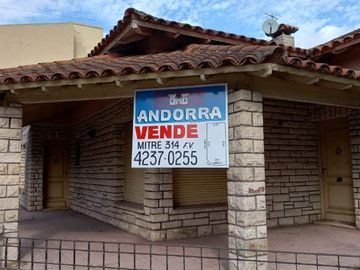 ANDORRA
VENDE
MITRE 314 F.V
4237-0255